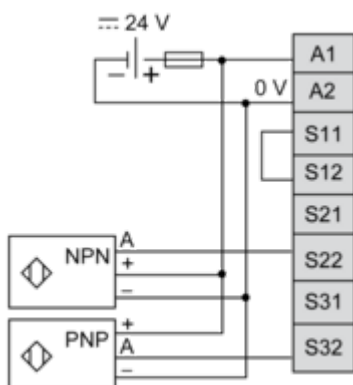 ⎓ 24 V
− +
A1
0 V A2
S11
S12
S21
A
NPN
+
−
S22
S31
+
PNP
A
−
S32